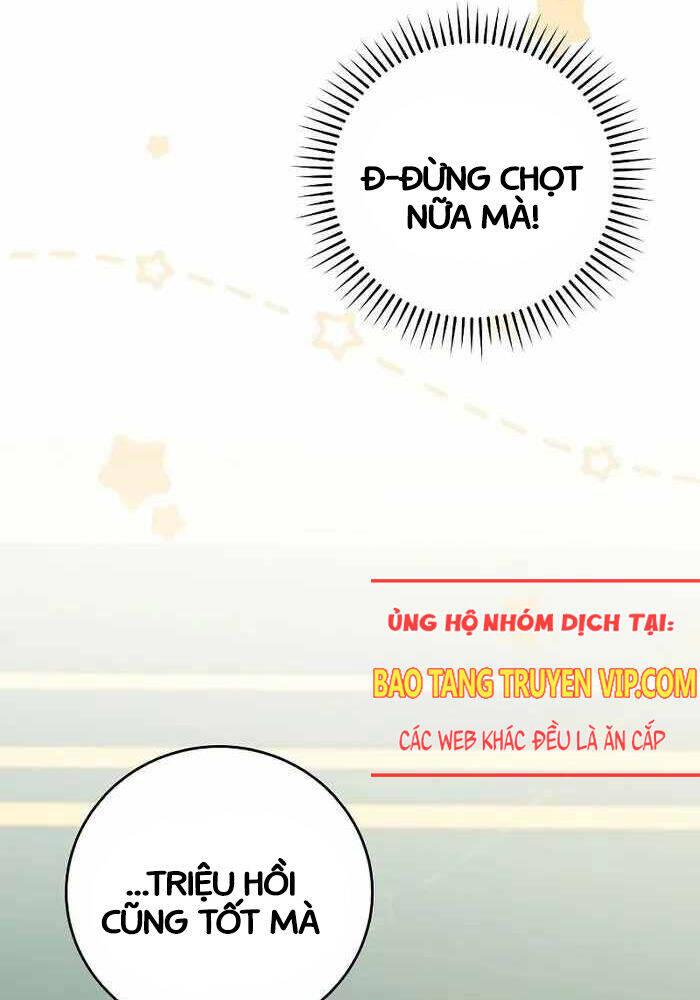 Đ-ĐỪNG CHỌT
NỮA MÀ!
ỦNG HỘ NHÓM DỊCH TẠI:
BAO TANG TRUYEN VIP.COM
CÁC WEB KHÁC ĐỀU LÀ ĂN CẮP
...TRIỆU HỒI
CŨNG TỐT MÀ